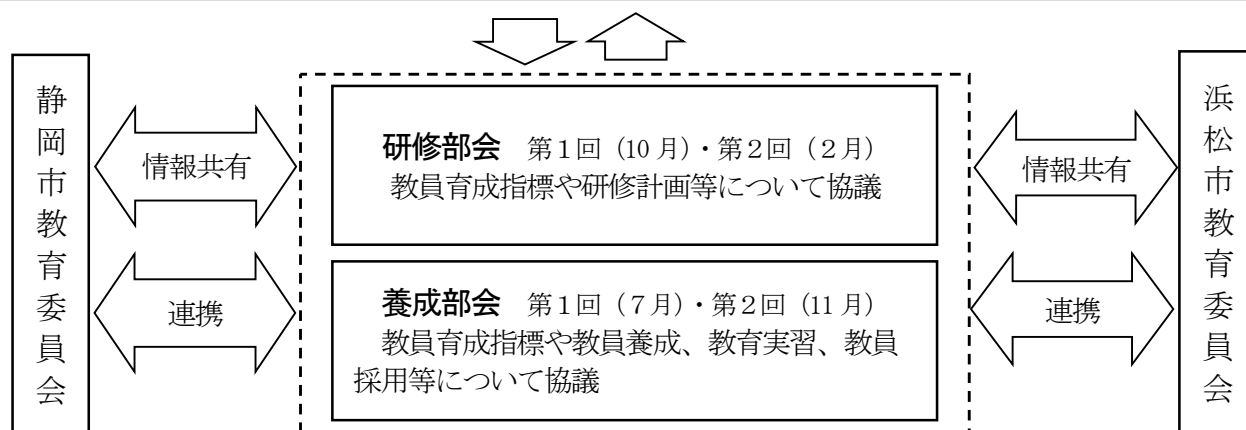 静岡市教育委員会
情報共有
連携
研修部会　第１回（10月）・第２回（２月）
教員育成指標や研修計画等について協議
養成部会　第１回（７月）・第２回（11月）
教員育成指標や教員養成、教育実習、教員
採用等について協議
情報共有
連携
浜松市教育委員会